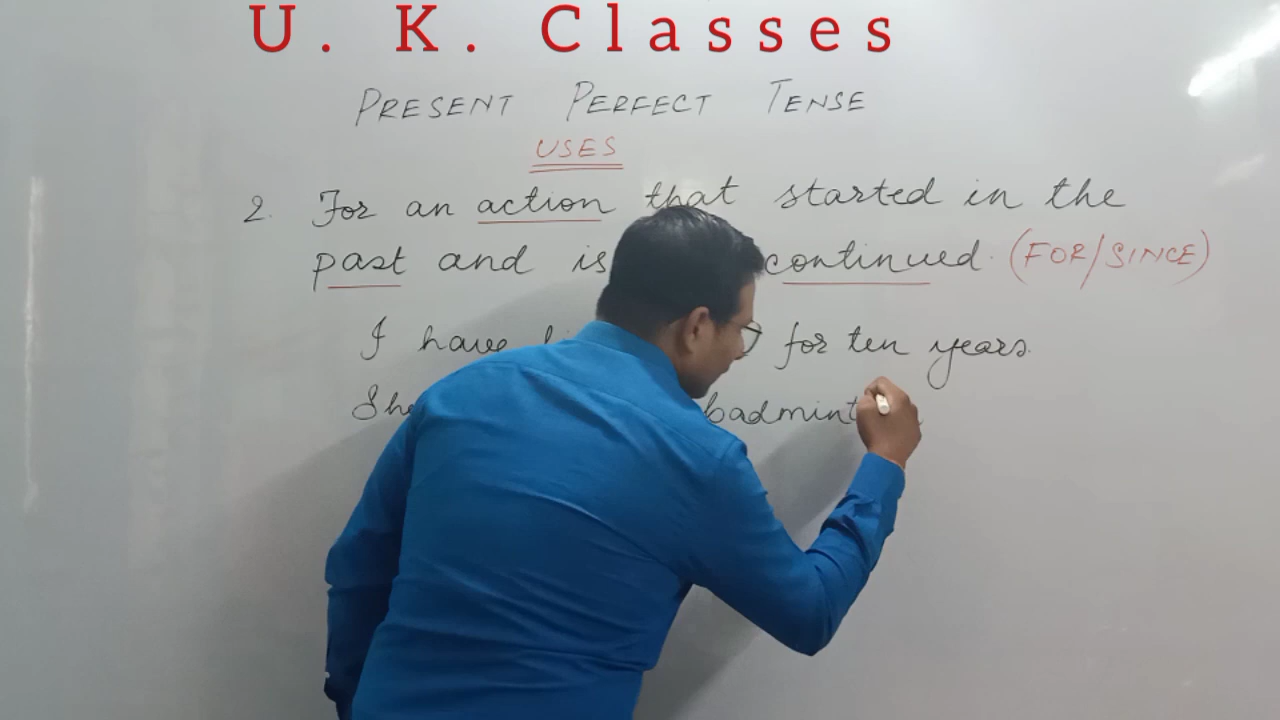 U. K. Classes
PRESENT PERFECT TENSE
USES
2. For an action that started in the
past and is continued. (FOR/SINCE)
I have for ten years.
She